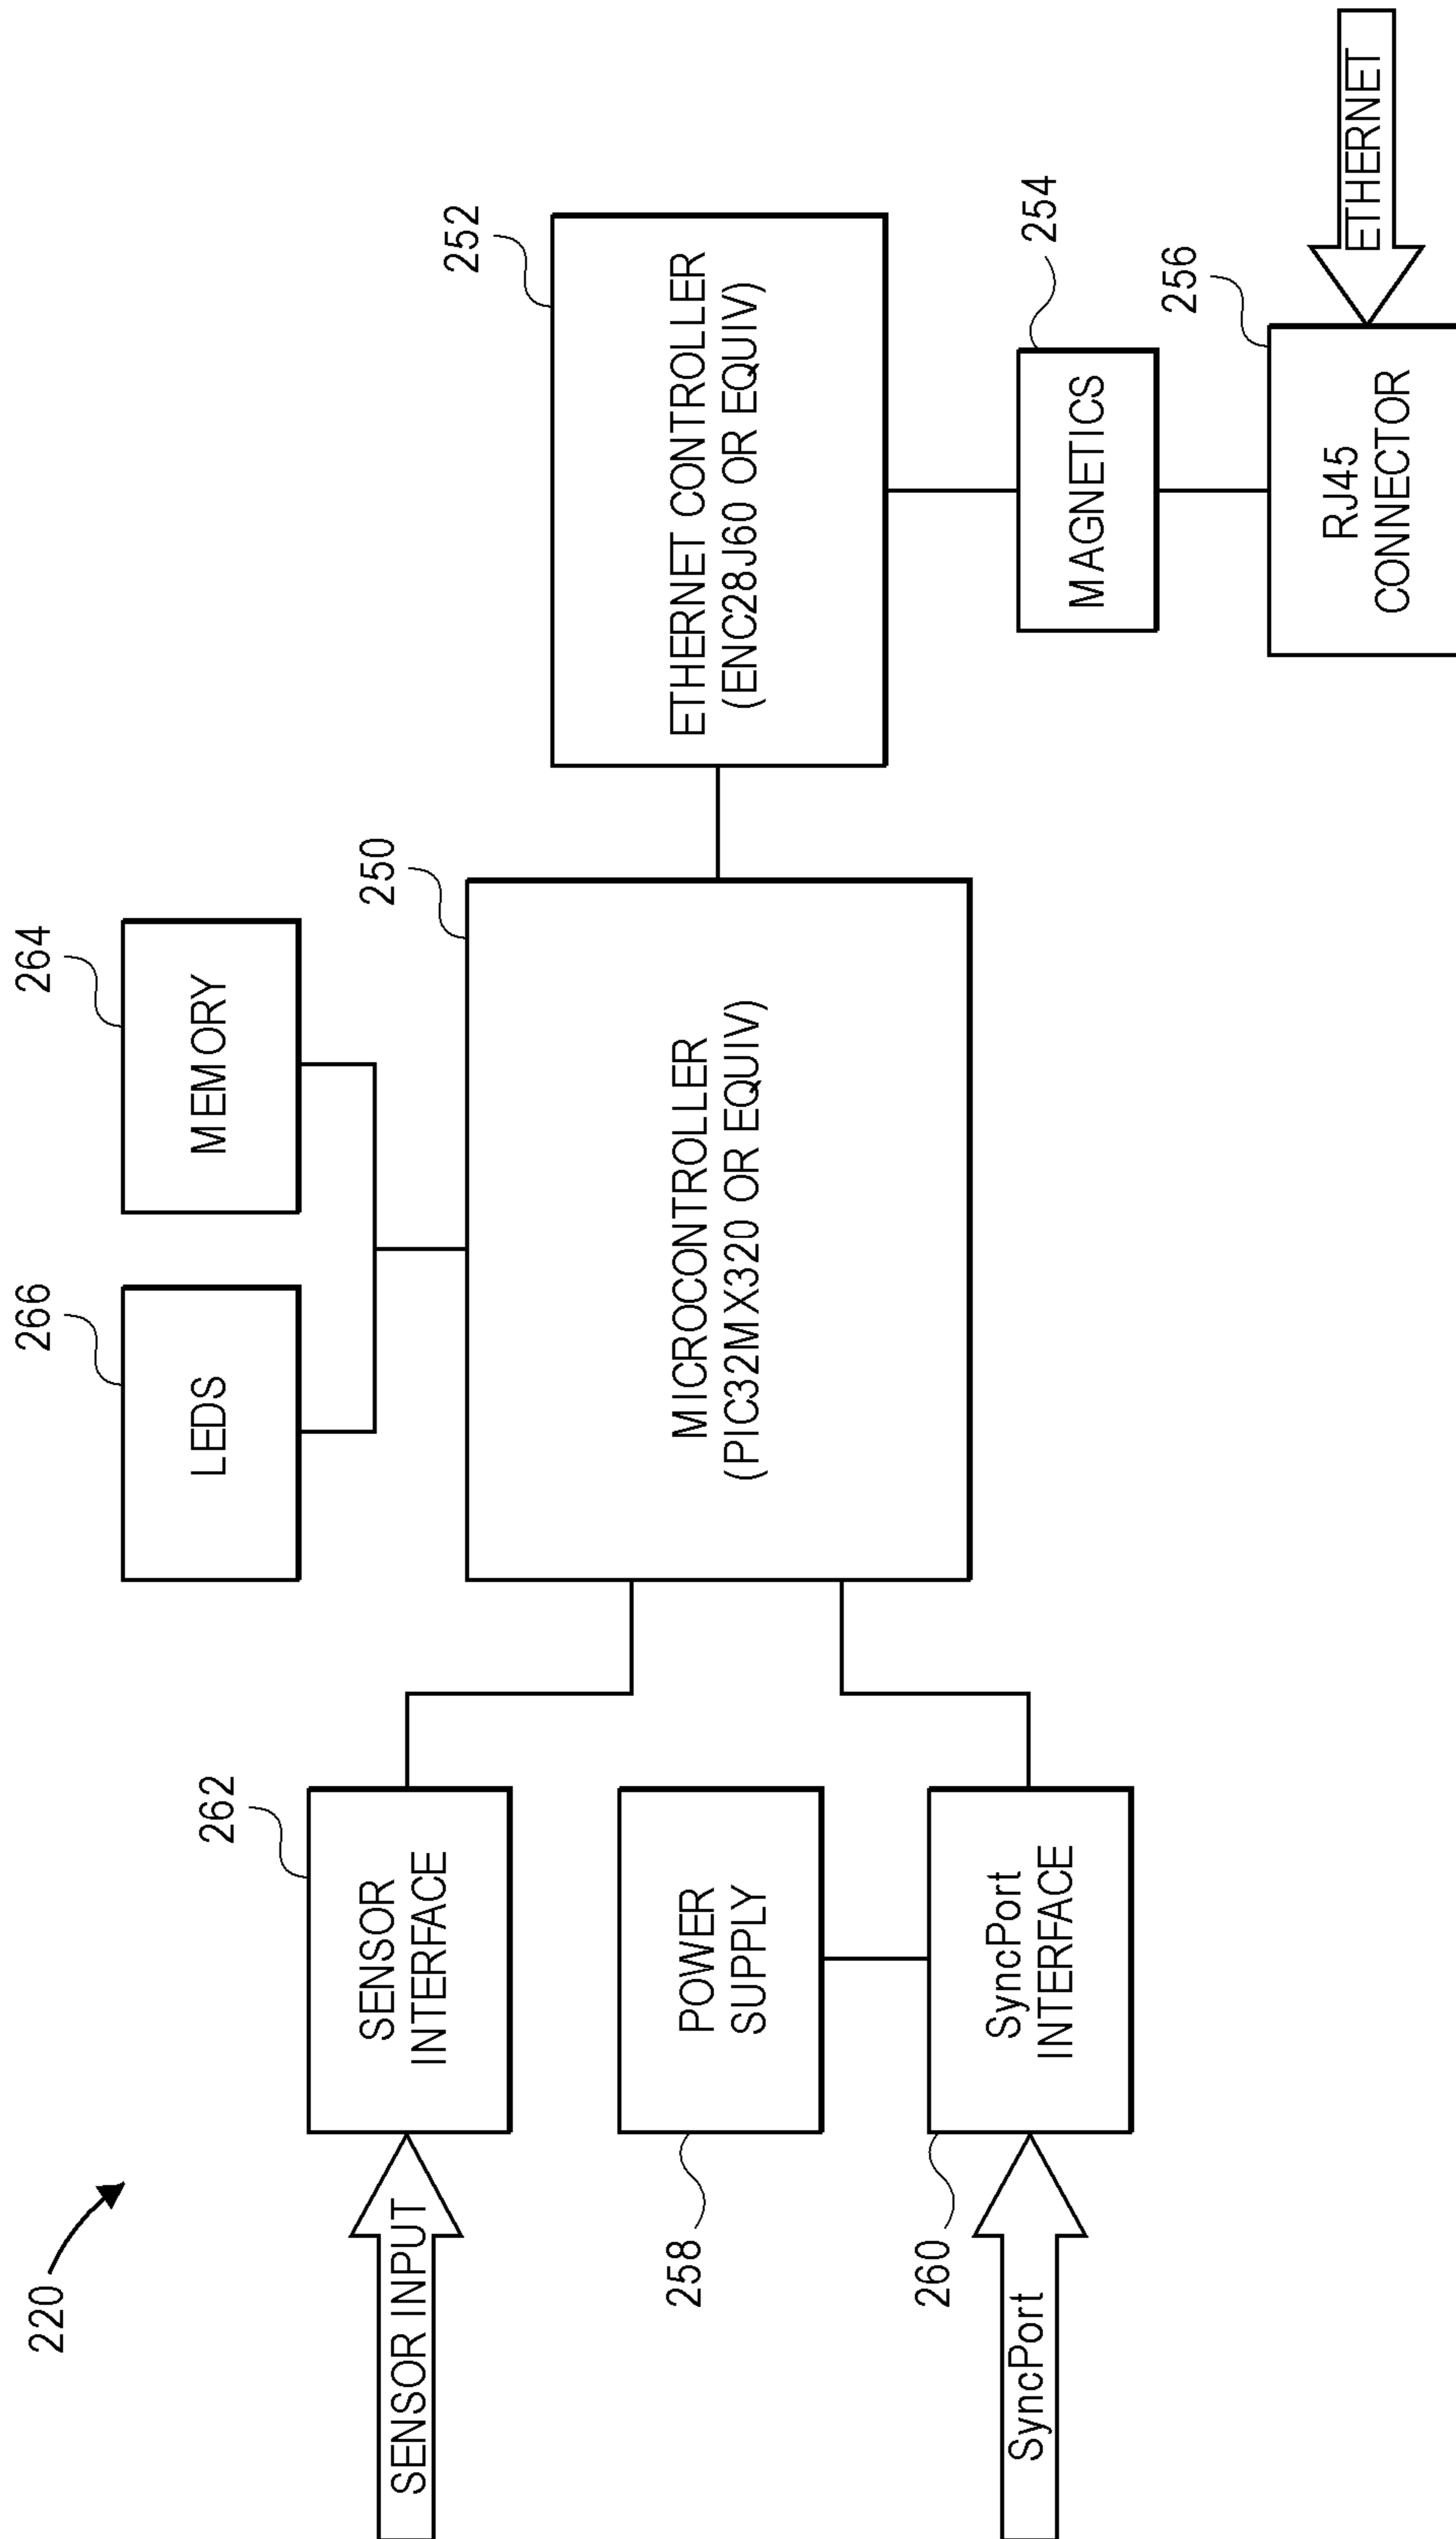 220
266
LEDS
264
MEMORY
262
SENSOR INPUT
SENSOR
INTERFACE
250
MICROCONTROLLER
(PIC32MX320 OR EQUIV)
252
ETHERNET CONTROLLER
(ENC28J60 OR EQUIV)
258
POWER
SUPPLY
260
SyncPort
SyncPort
INTERFACE
254
MAGNETICS
256
RJ45
CONNECTOR
ETHERNET